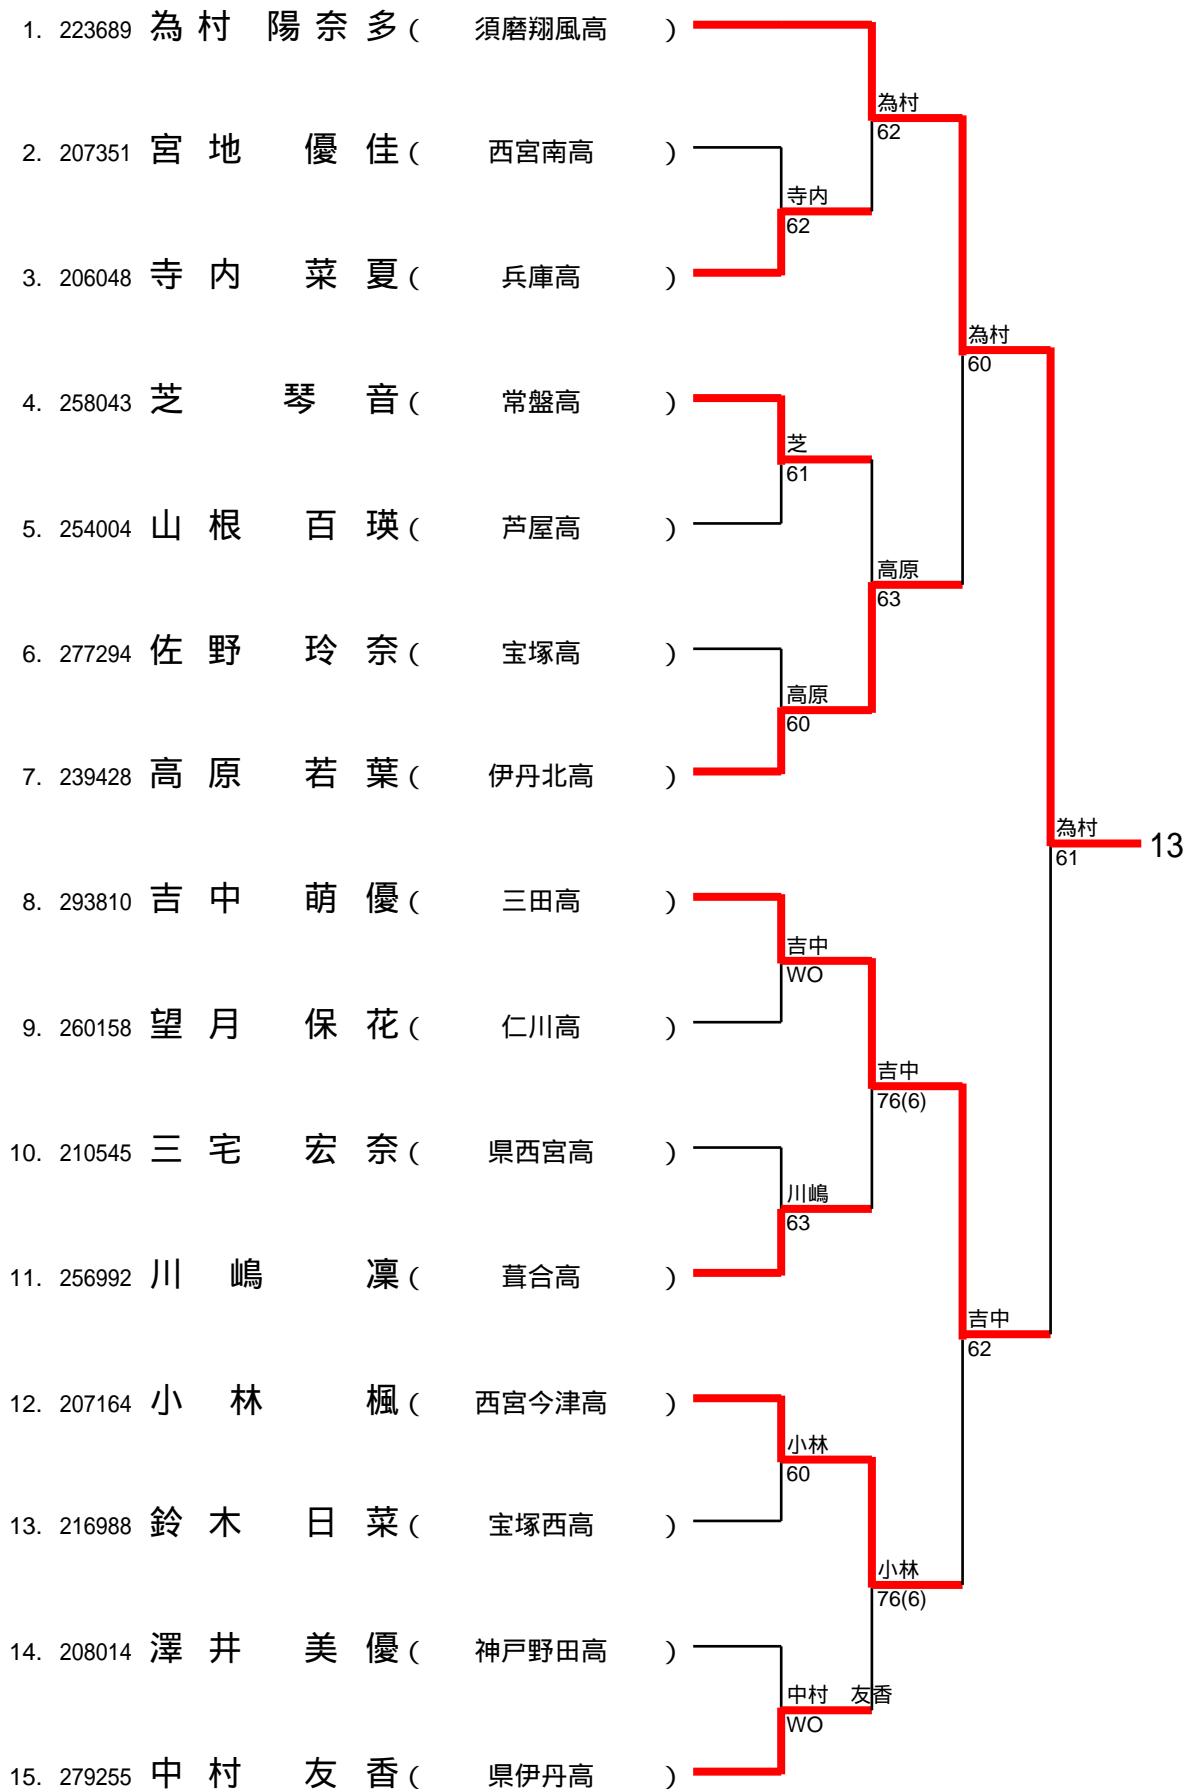 1. 223689 為村 陽奈多 ( 須磨翔風高 )
為村
62
2. 207351 宮地 優佳 ( 西宮南高 )
寺内
62
3. 206048 寺内 菜夏 ( 兵庫高 )
為村
60
4. 258043 芝 琴音 ( 常盤高 )
芝
61
5. 254004 山根 百瑛 ( 芦屋高 )
高原
63
6. 277294 佐野 玲奈 ( 宝塚高 )
高原
60
7. 239428 高原 若葉 ( 伊丹北高 )
為村
61
13
8. 293810 吉中 萌優 ( 三田高 )
吉中
WO
9. 260158 望月 保花 ( 仁川高 )
吉中
76(6)
10. 210545 三宅 宏奈 ( 県西宮高 )
川嶋
63
11. 256992 川嶋 凜 ( 葺合高 )
吉中
62
12. 207164 小林 楓 ( 西宮今津高 )
小林
60
13. 216988 鈴木 日菜 ( 宝塚西高 )
小林
76(6)
14. 208014 澤井 美優 ( 神戸野田高 )
中村 友香
WO
15. 279255 中村 友香 ( 県伊丹高 )